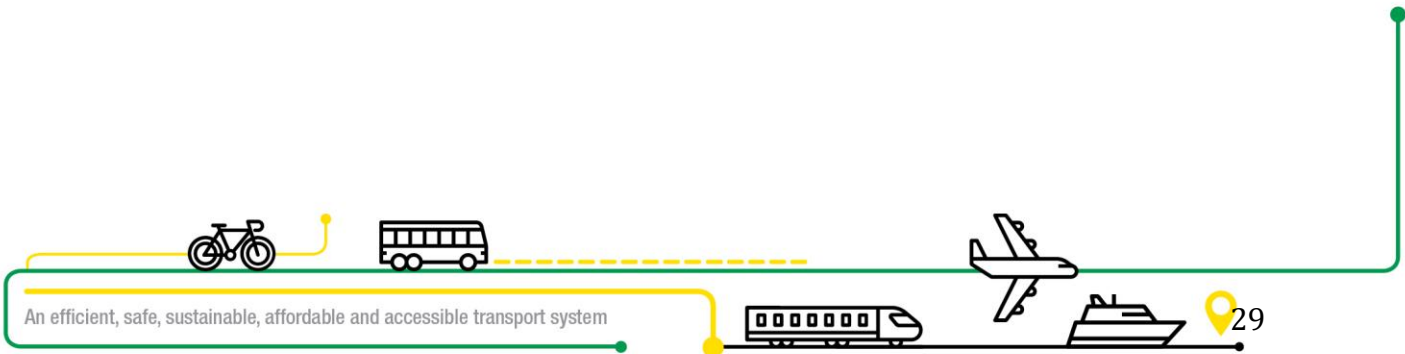 An efficient, safe, sustainable, affordable and accessible transport system
29